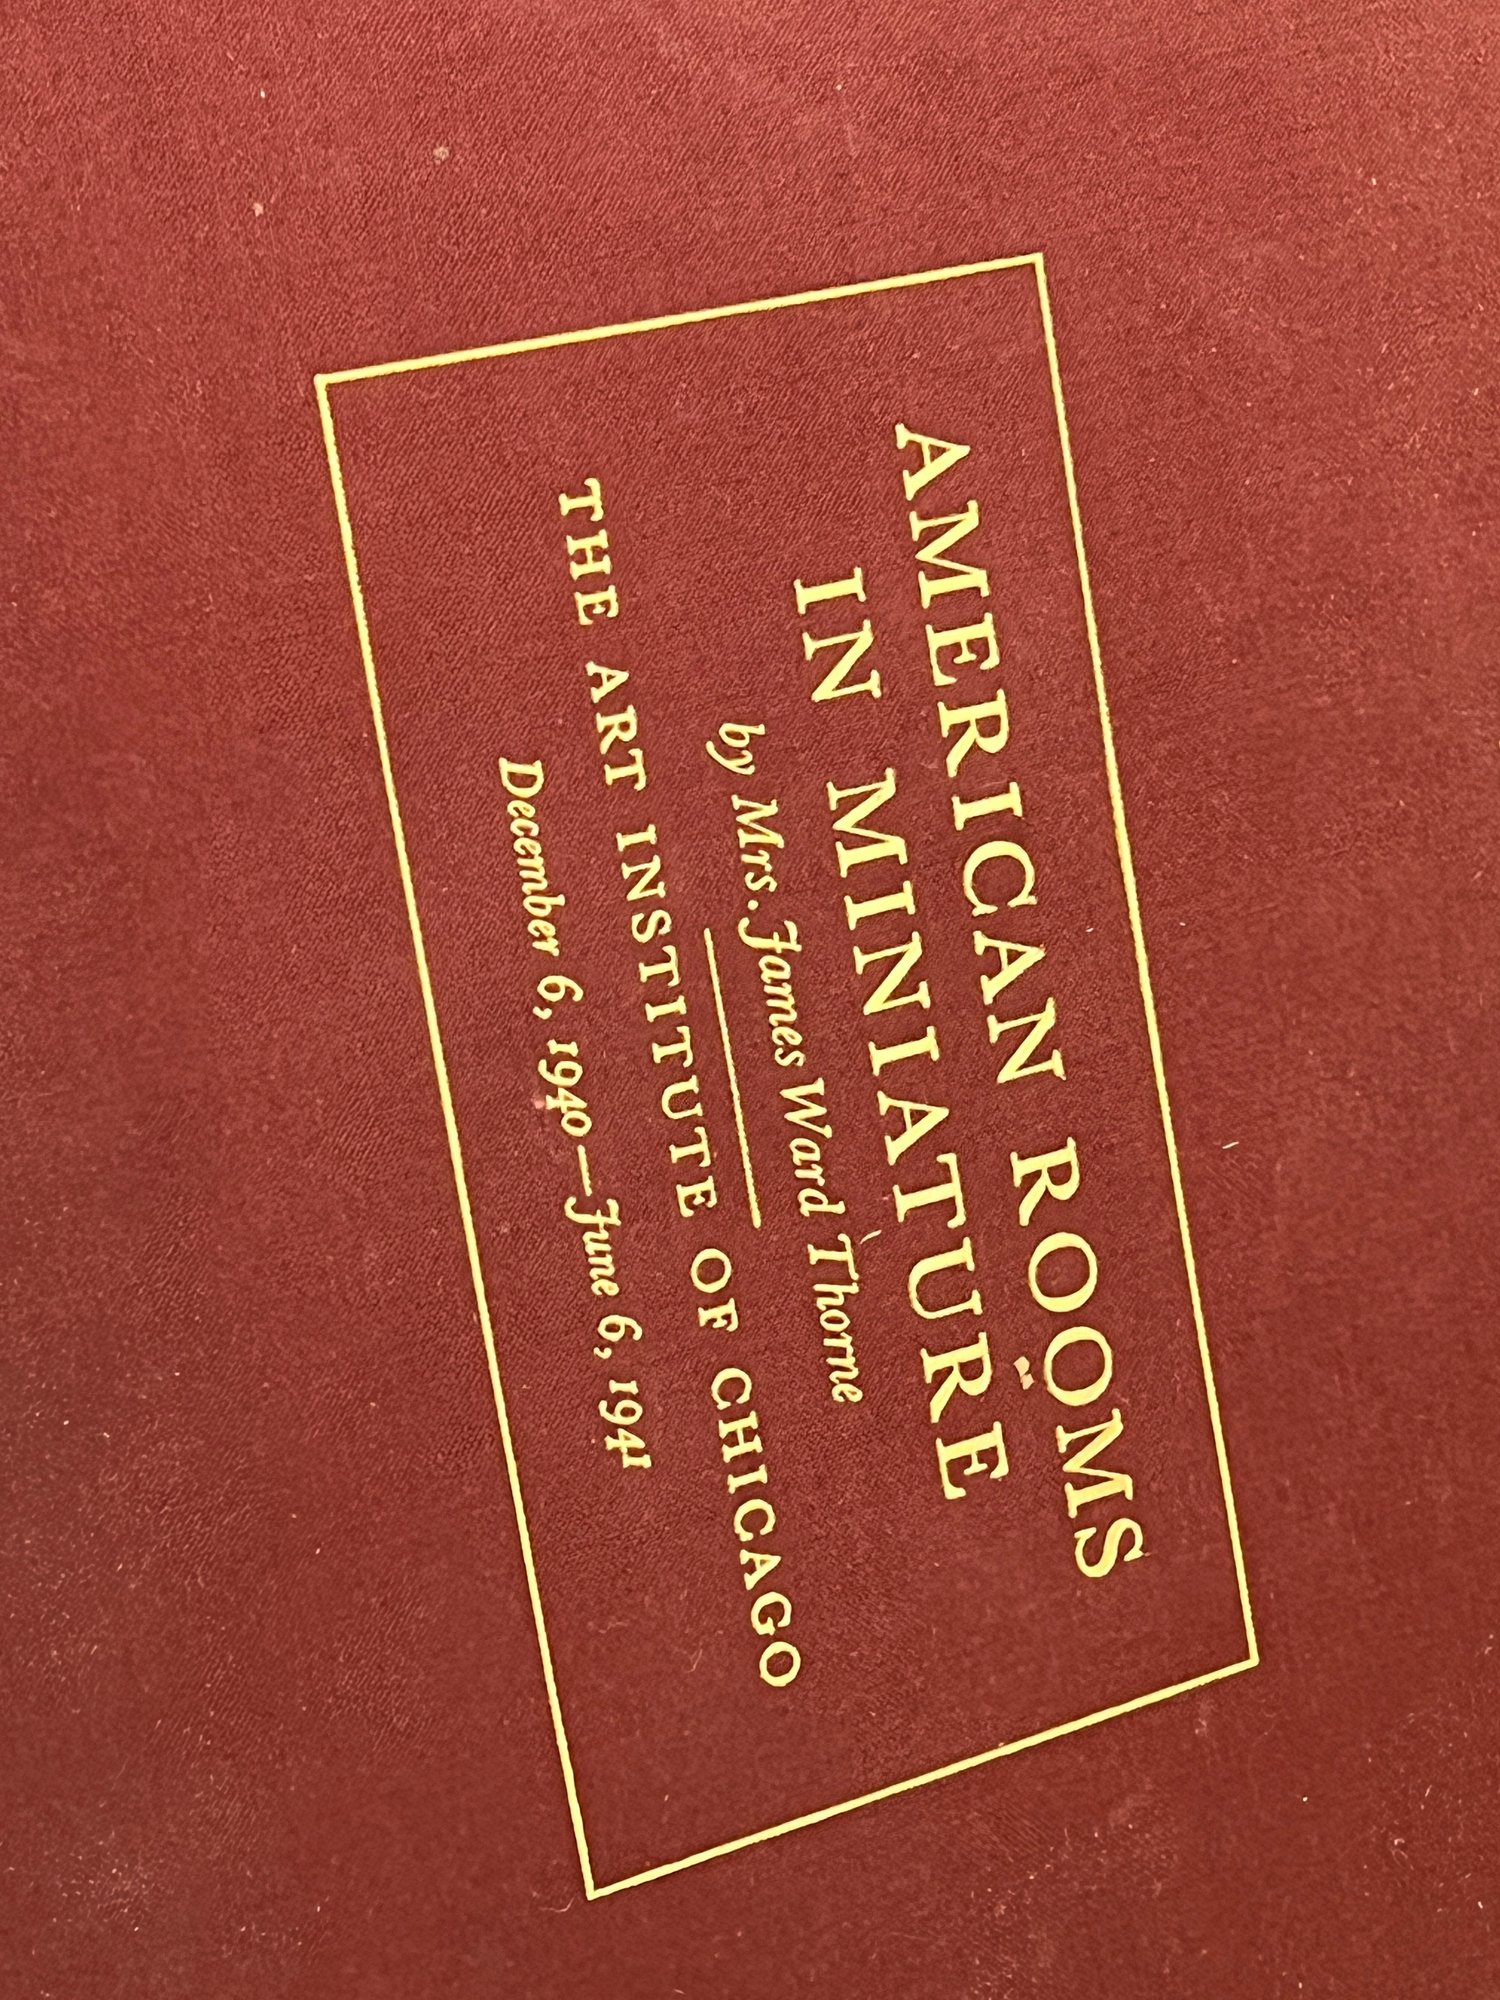 AMERICAN ROOMS
IN MINIATURE
by Mrs. James Ward Thorne
THE ART INSTITUTE OF CHICAGO
December 6, 1940—June 6, 1941